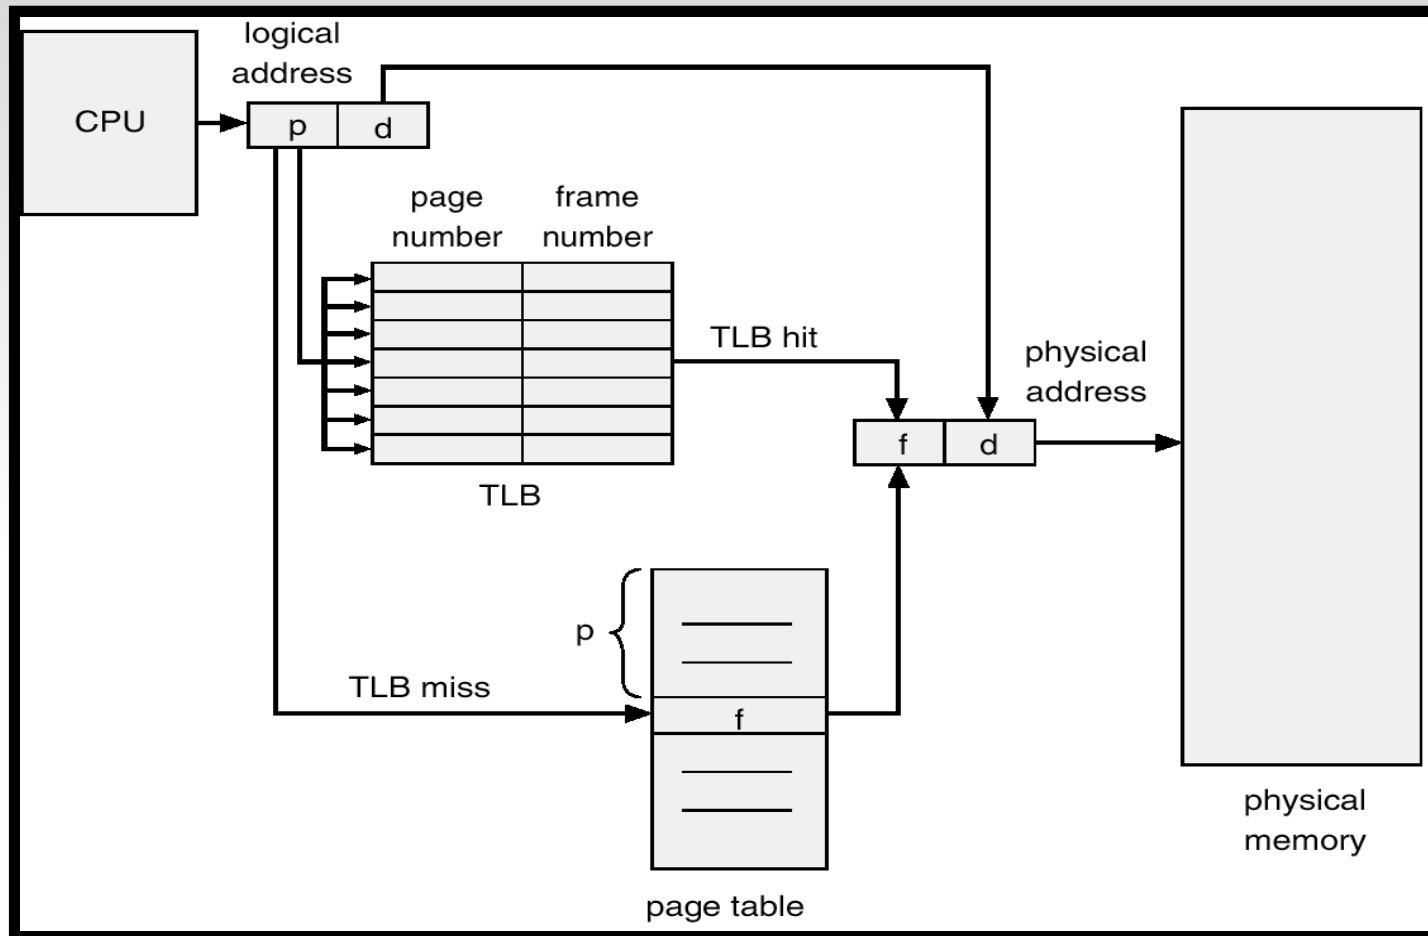 logical
address
CPU
p
d
page
number
frame
number
TLB hit
physical
address
f
d
TLB
p
TLB miss
f
physical
memory
page table